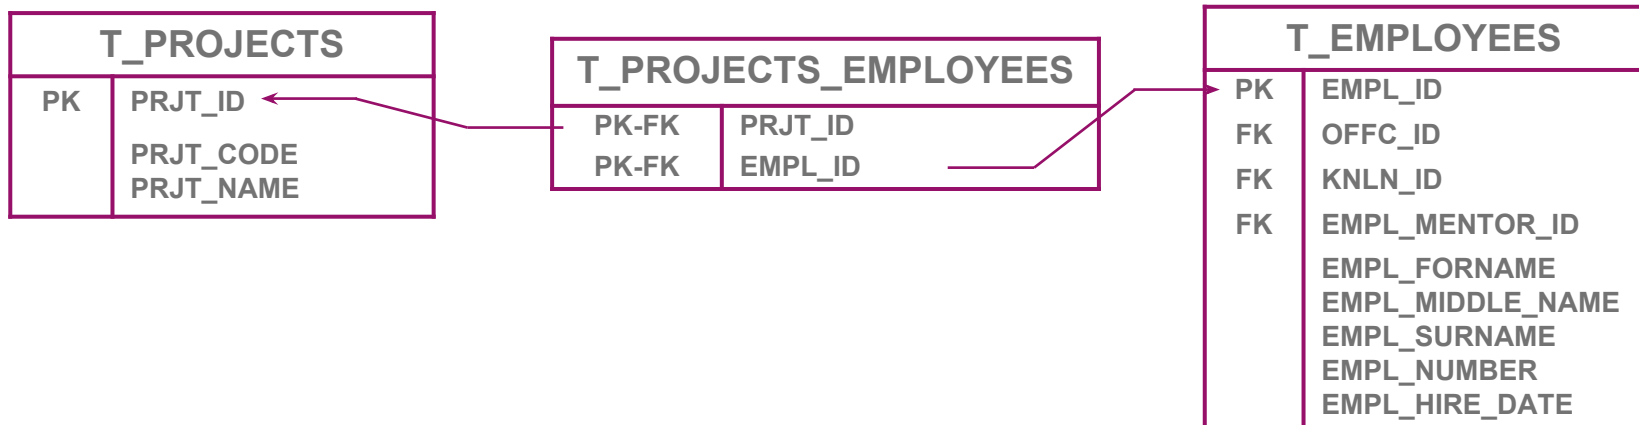 T_PROJECTS
PK PRJT_ID
PRJT_CODE
PRJT_NAME
T_PROJECTS_EMPLOYEES
PK-FK PRJT_ID
PK-FK EMPL_ID
T_EMPLOYEES
PK EMPL_ID
FK OFFC_ID
FK KNLN_ID
FK EMPL_MENTOR_ID
EMPL_FORNAME
EMPL_MIDDLE_NAME
EMPL_SURNAME
EMPL_NUMBER
EMPL_HIRE_DATE